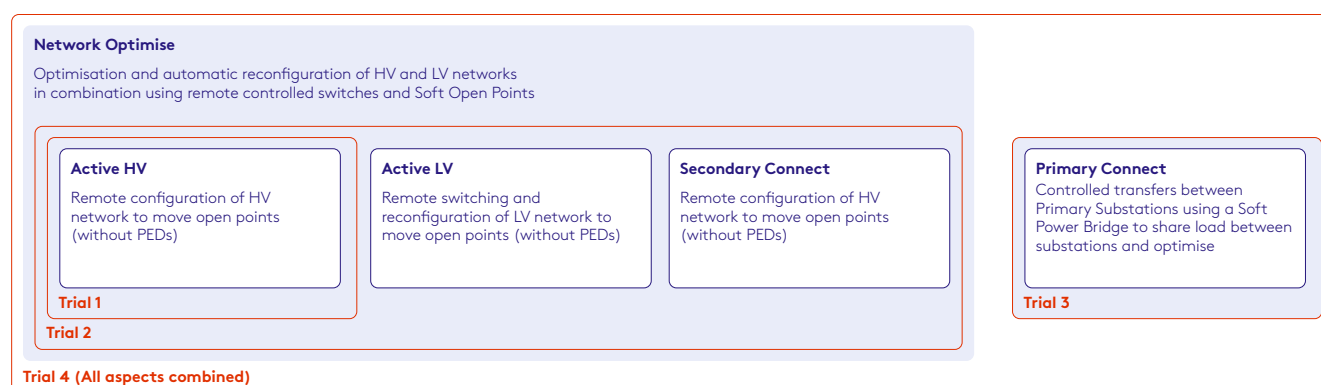 Network Optimise
Optimisation and automatic reconfiguration of HV and LV networks
in combination using remote controlled switches and Soft Open Points
Active HV
Remote configuration of HV
network to move open points
(without PEDs)
Active LV
Remote switching and
reconfiguration of LV network to
move open points (without PEDs)
Secondary Connect
Remote configuration of HV
network to move open points
(without PEDs)
Primary Connect
Controlled transfers between
Primary Substations using a Soft
Power Bridge to share load between
substations and optimise
Trial 1
Trial 3
Trial 2
Trial 4 (All aspects combined)